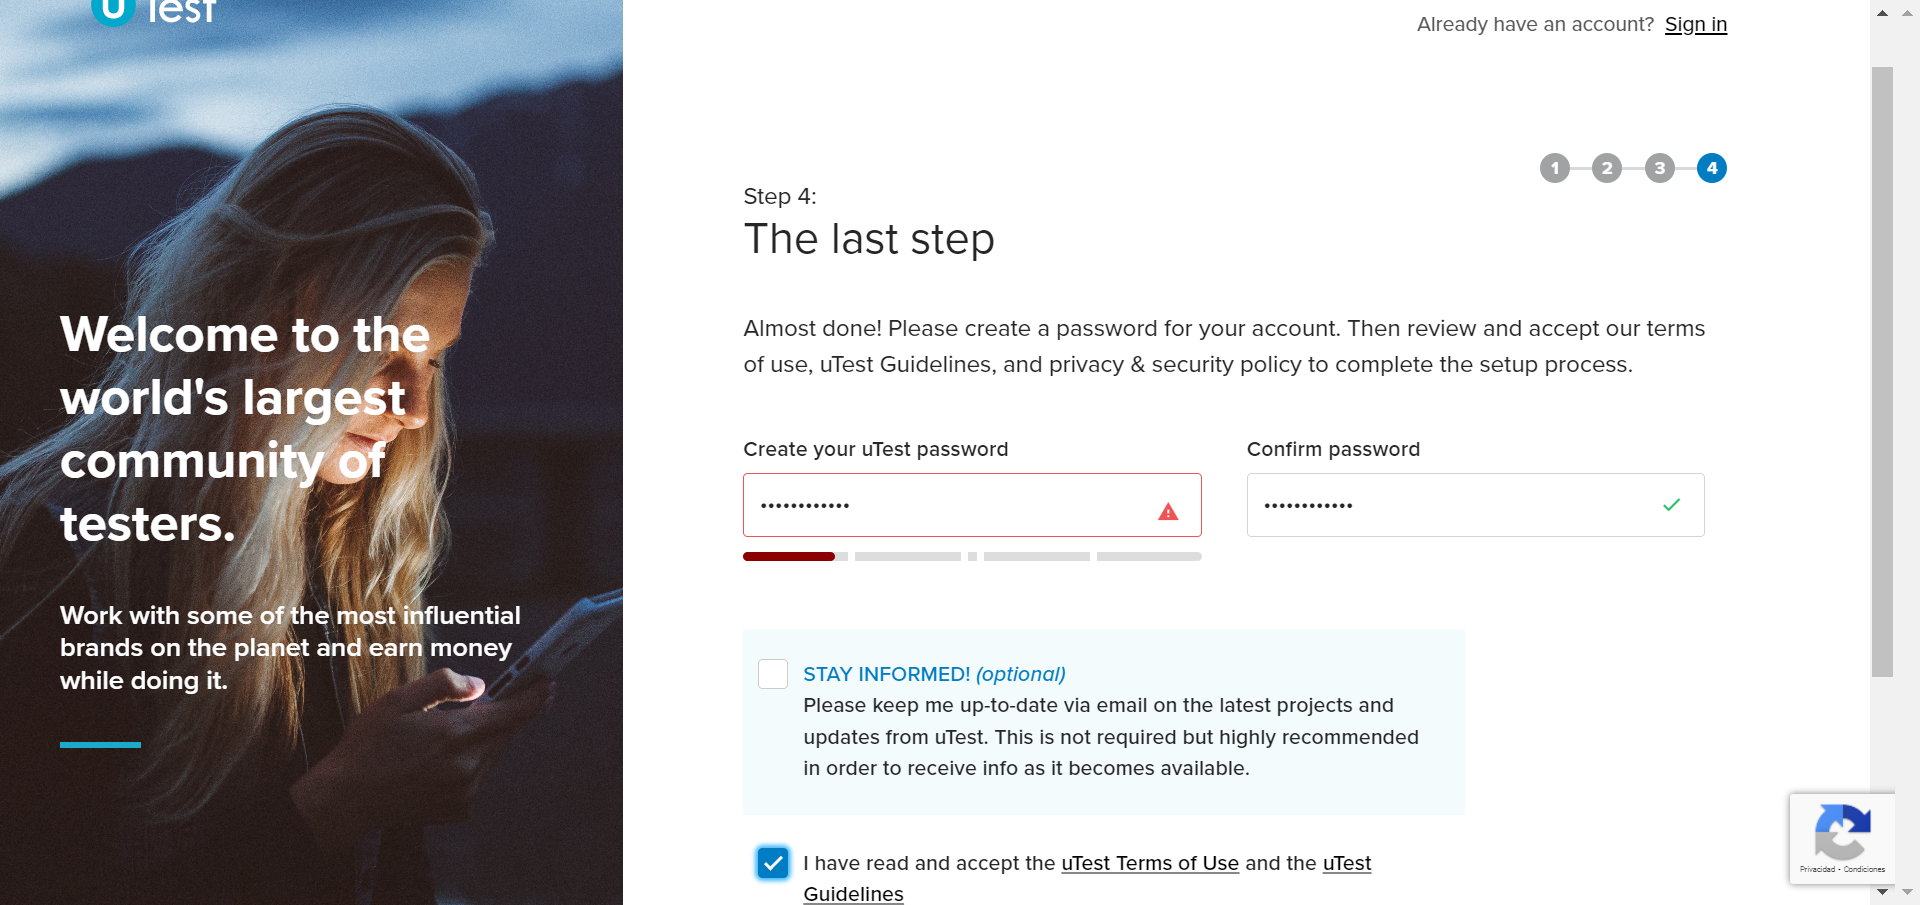 U Test
Already have an account? Sign in
1 2 3 4
Step 4:
The last step
Almost done! Please create a password for your account. Then review and accept our terms
of use, uTest Guidelines, and privacy & security policy to complete the setup process.
Create your uTest password
Confirm password
••••••••••••
••••••••••••
Welcome to the
world's largest
community of
testers.
Work with some of the most influential
brands on the planet and earn money
while doing it.
STAY INFORMED! (optional)
Please keep me up-to-date via email on the latest projects and
updates from uTest. This is not required but highly recommended
in order to receive info as it becomes available.
I have read and accept the uTest Terms of Use and the uTest
Guidelines
Privacidad - Condiciones